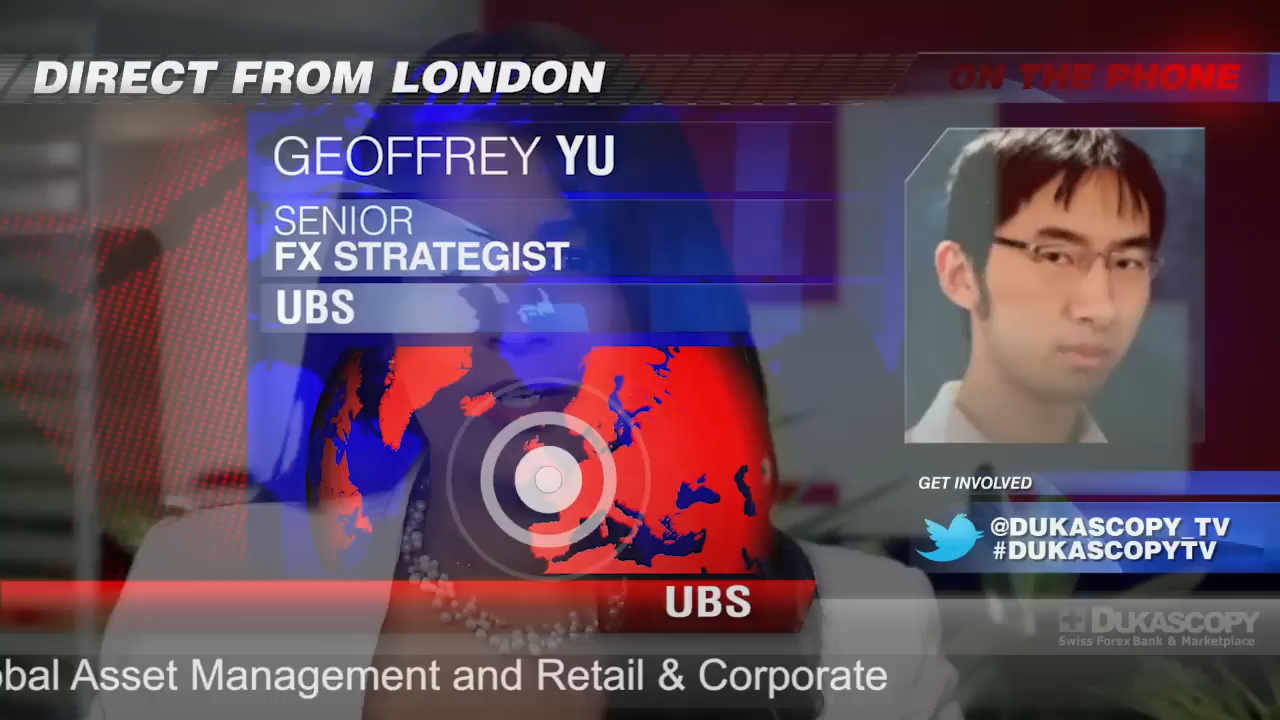 DIRECT FROM LONDON
ON THE PHONE
GEOFFREY YU
SENIOR
FX STRATEGIST
UBS
GET INVOLVED
@DUKASCOPY_TV
#DUKASCOPYTV
UBS
DUKASCOPY
Swiss Forex Bank & Marketplace
obal Asset Management and Retail & Corporate